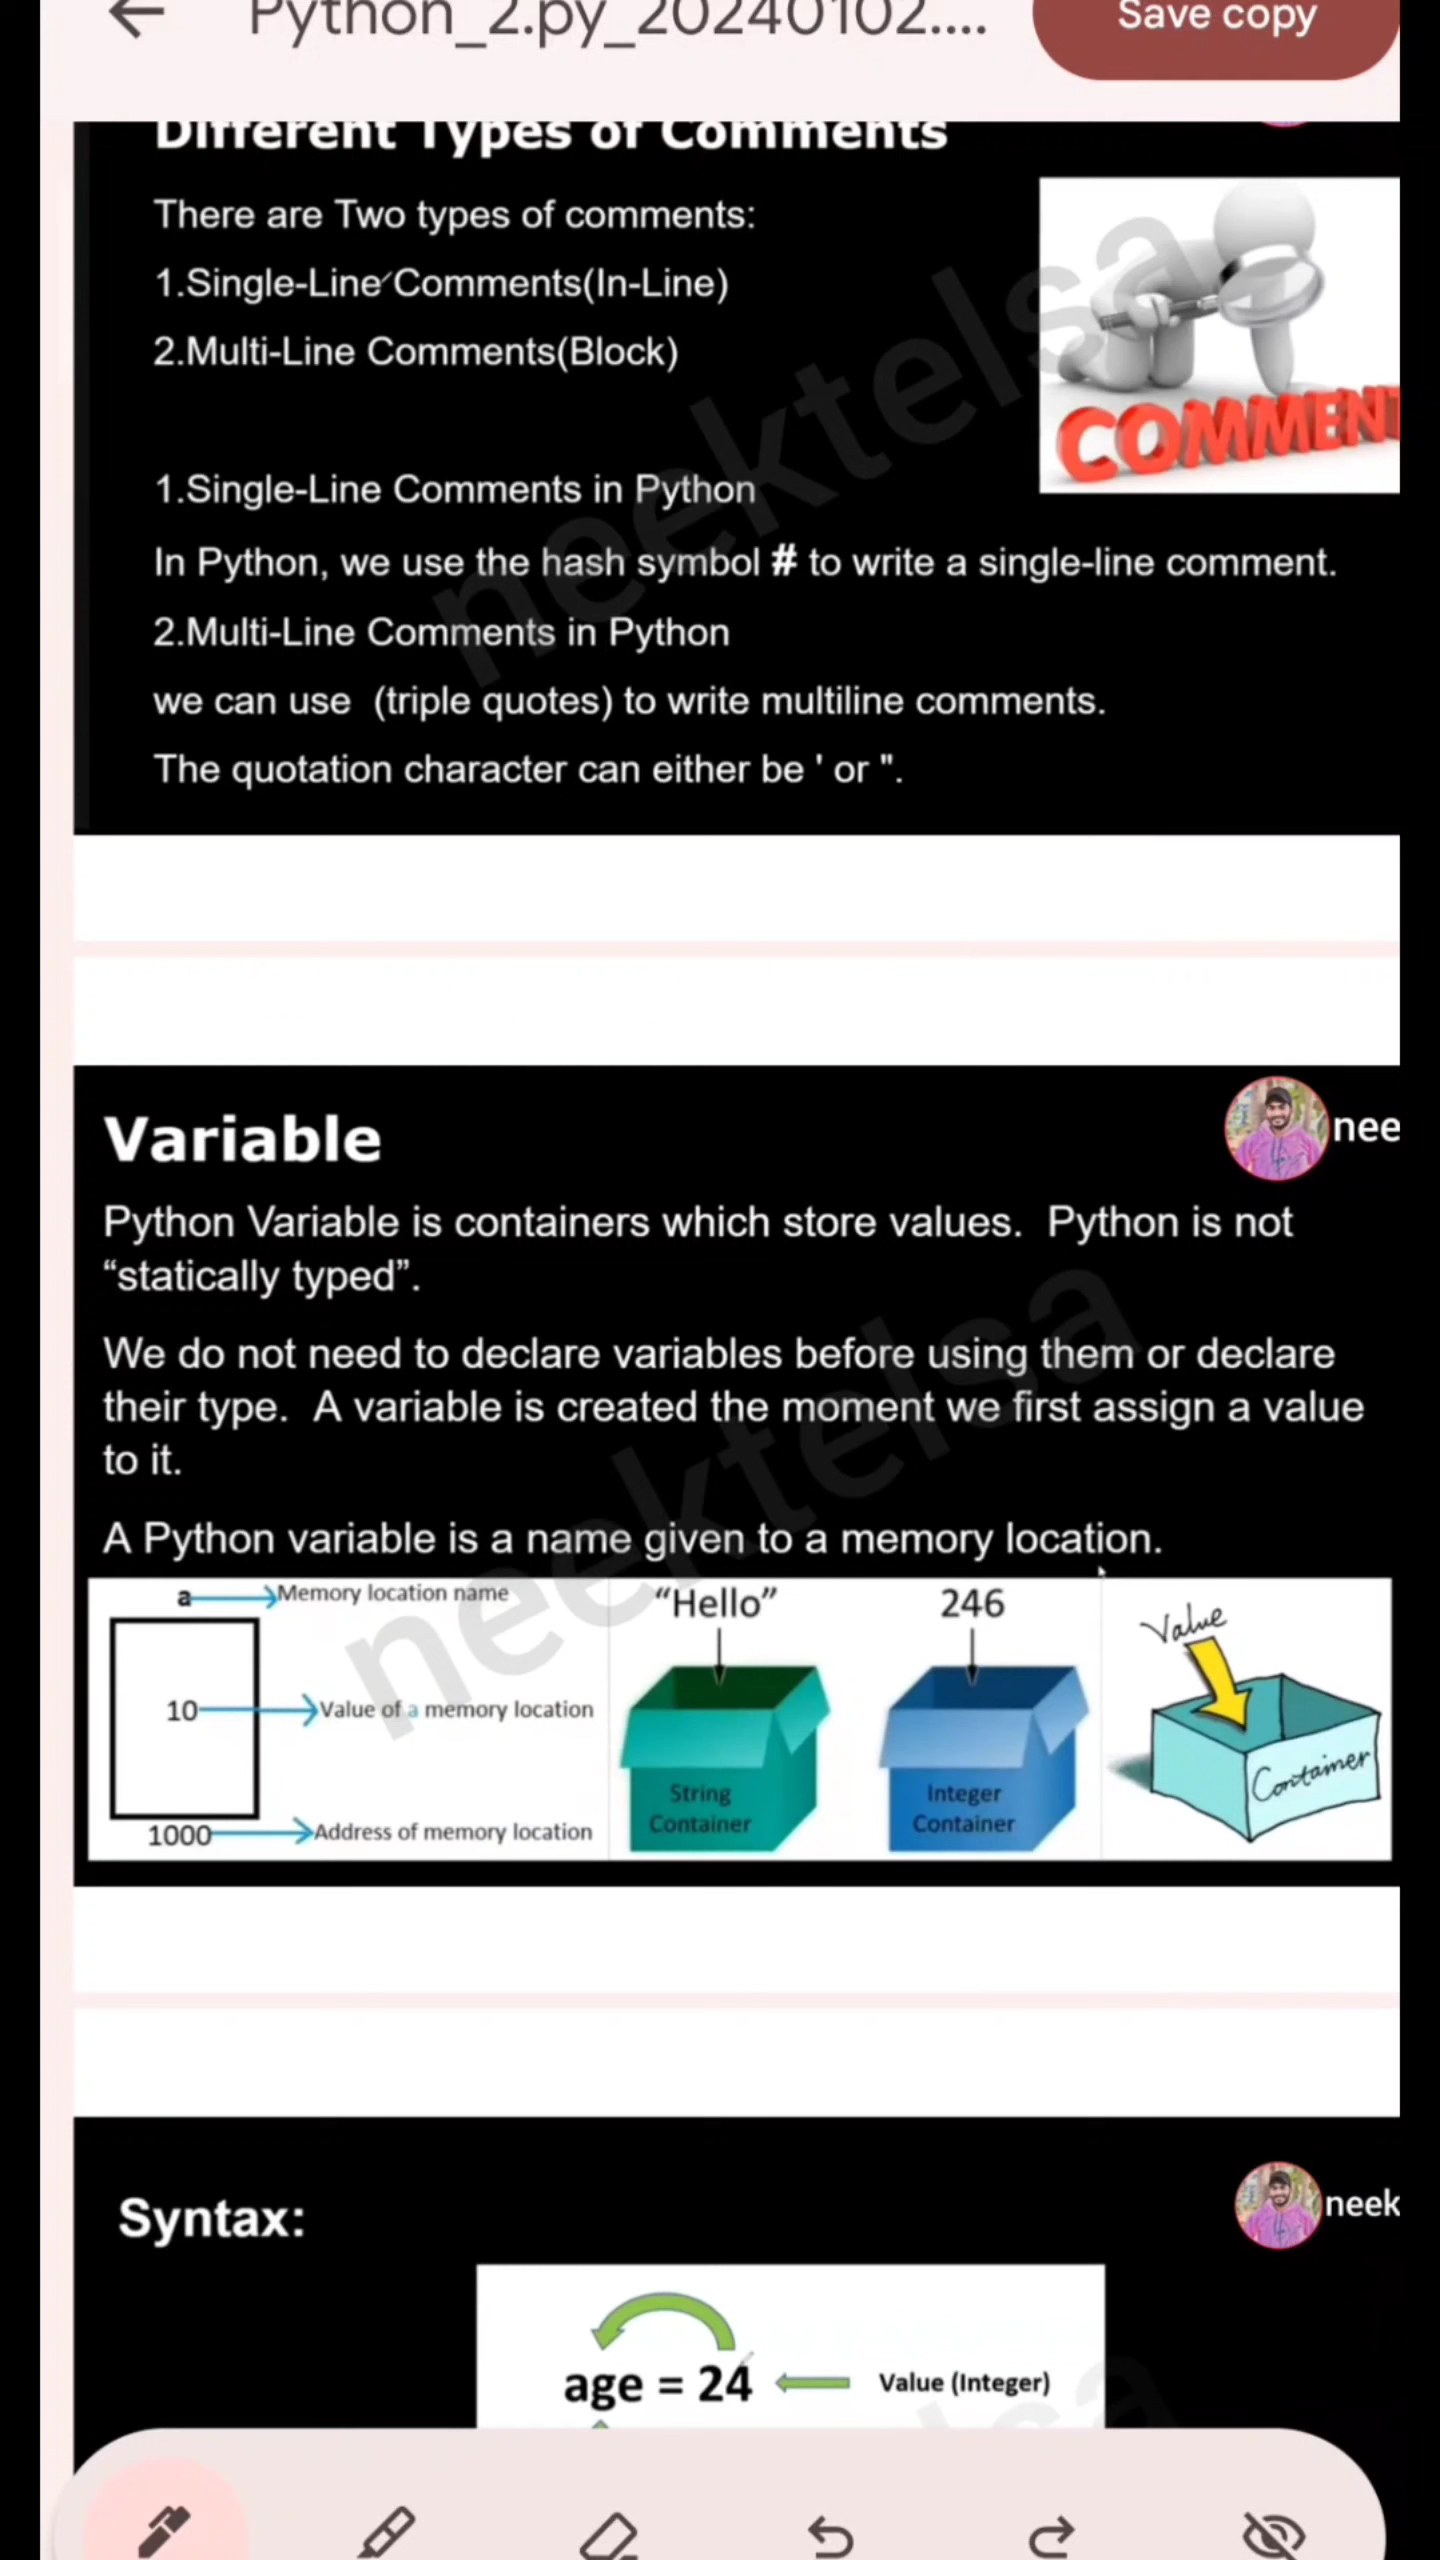 Python_2.py_20240102....
Save copy
Different Types of Comments
There are Two types of comments:
1.Single-Line Comments(In-Line)
2.Multi-Line Comments(Block)
COMMENT
1.Single-Line Comments in Python
In Python, we use the hash symbol # to write a single-line comment.
2.Multi-Line Comments in Python
we can use (triple quotes) to write multiline comments.
The quotation character can either be ' or ".
neektelsa
Variable
nee
Python Variable is containers which store values. Python is not
“statically typed”.
We do not need to declare variables before using them or declare
their type. A variable is created the moment we first assign a value
to it.
A Python variable is a name given to a memory location.
neektelsa
a Memory location name
10 Value of a memory location
1000 Address of memory location
“Hello”
String
Container
246
Integer
Container
Value
Container
Syntax:
neek
age = 24
Value (Integer)
a